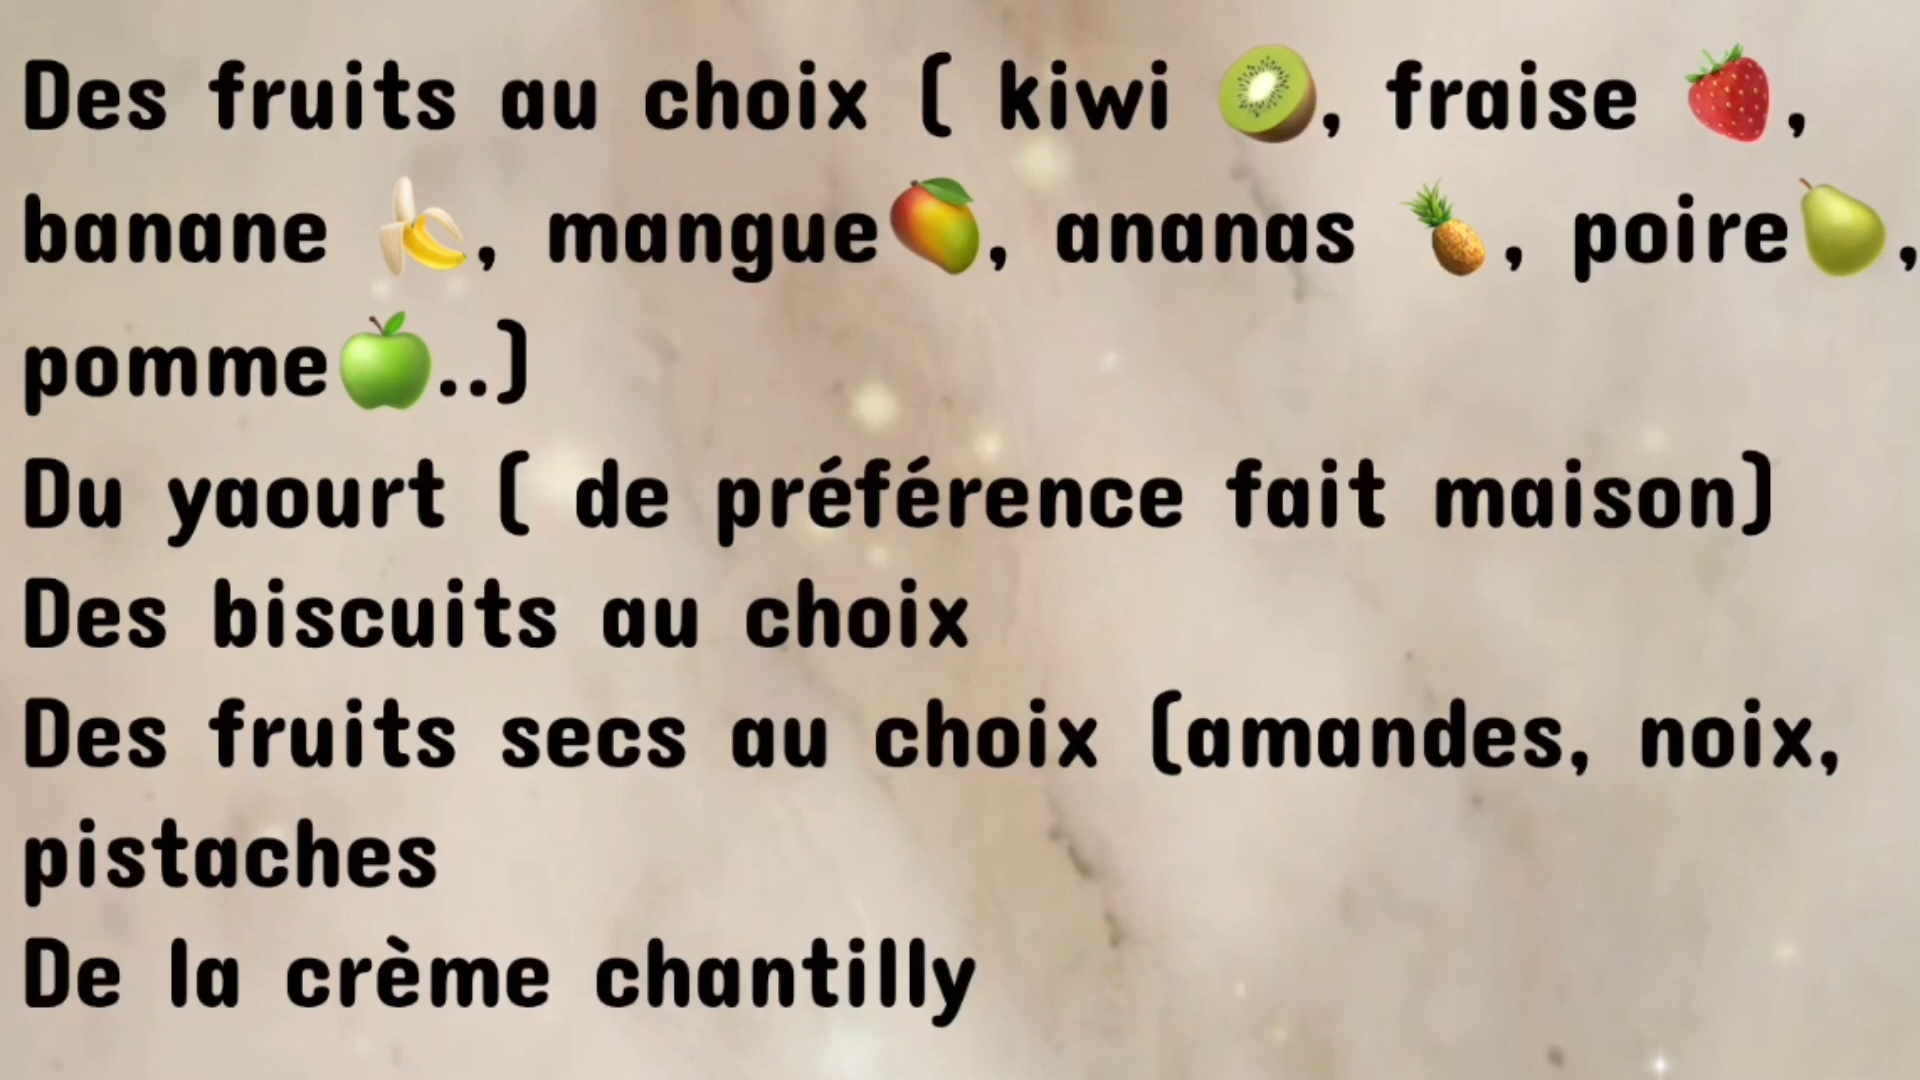 Des fruits au choix ( kiwi 🥝, fraise 🍓,
banane 🍌, mangue🥭, ananas 🍍, poire🍐,
pomme🍏..)
Du yaourt ( de préférence fait maison)
Des biscuits au choix
Des fruits secs au choix (amandes, noix,
pistaches
De la crème chantilly